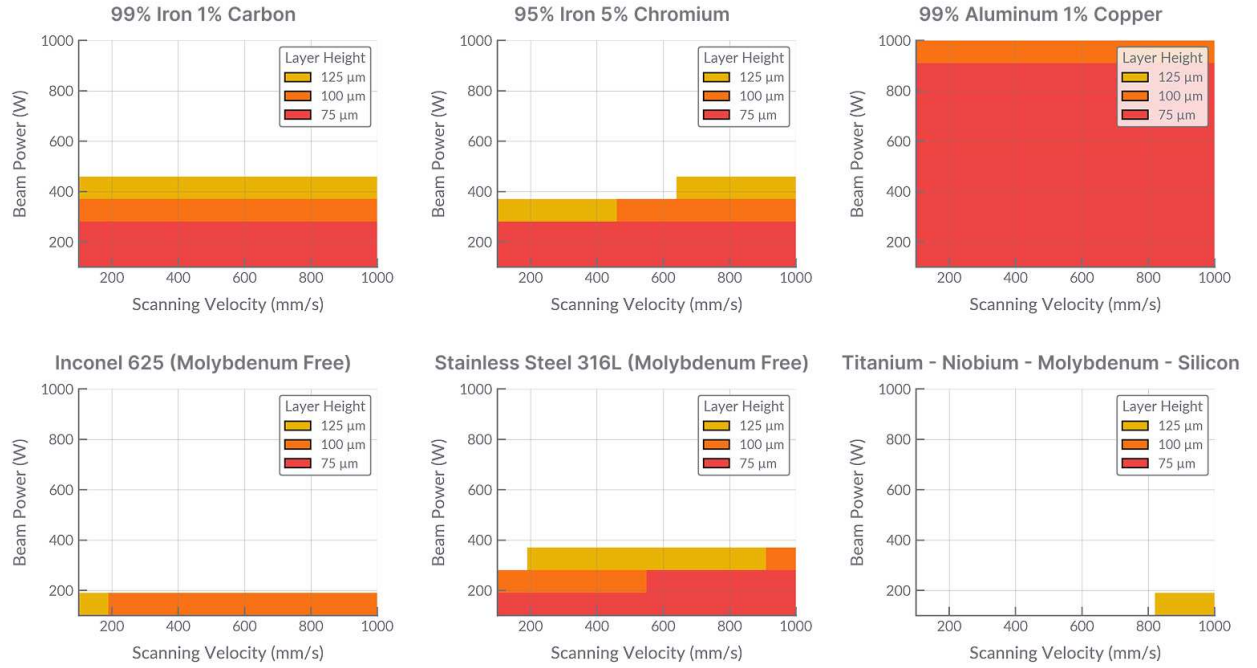 99% Iron 1% Carbon
1000
800
600
400
200
200 400 600 800 1000
Beam Power (W)
Scanning Velocity (mm/s)
Layer Height
125 µm
100 µm
75 µm
95% Iron 5% Chromium
1000
800
600
400
200
200 400 600 800 1000
Beam Power (W)
Scanning Velocity (mm/s)
Layer Height
125 µm
100 µm
75 µm
99% Aluminum 1% Copper
1000
800
600
400
200
200 400 600 800 1000
Beam Power (W)
Scanning Velocity (mm/s)
Layer Height
125 µm
100 µm
75 µm
Inconel 625 (Molybdenum Free)
1000
800
600
400
200
200 400 600 800 1000
Beam Power (W)
Scanning Velocity (mm/s)
Layer Height
125 µm
100 µm
75 µm
Stainless Steel 316L (Molybdenum Free)
1000
800
600
400
200
200 400 600 800 1000
Beam Power (W)
Scanning Velocity (mm/s)
Layer Height
125 µm
100 µm
75 µm
Titanium - Niobium - Molybdenum - Silicon
1000
800
600
400
200
200 400 600 800 1000
Beam Power (W)
Scanning Velocity (mm/s)
Layer Height
125 µm
100 µm
75 µm